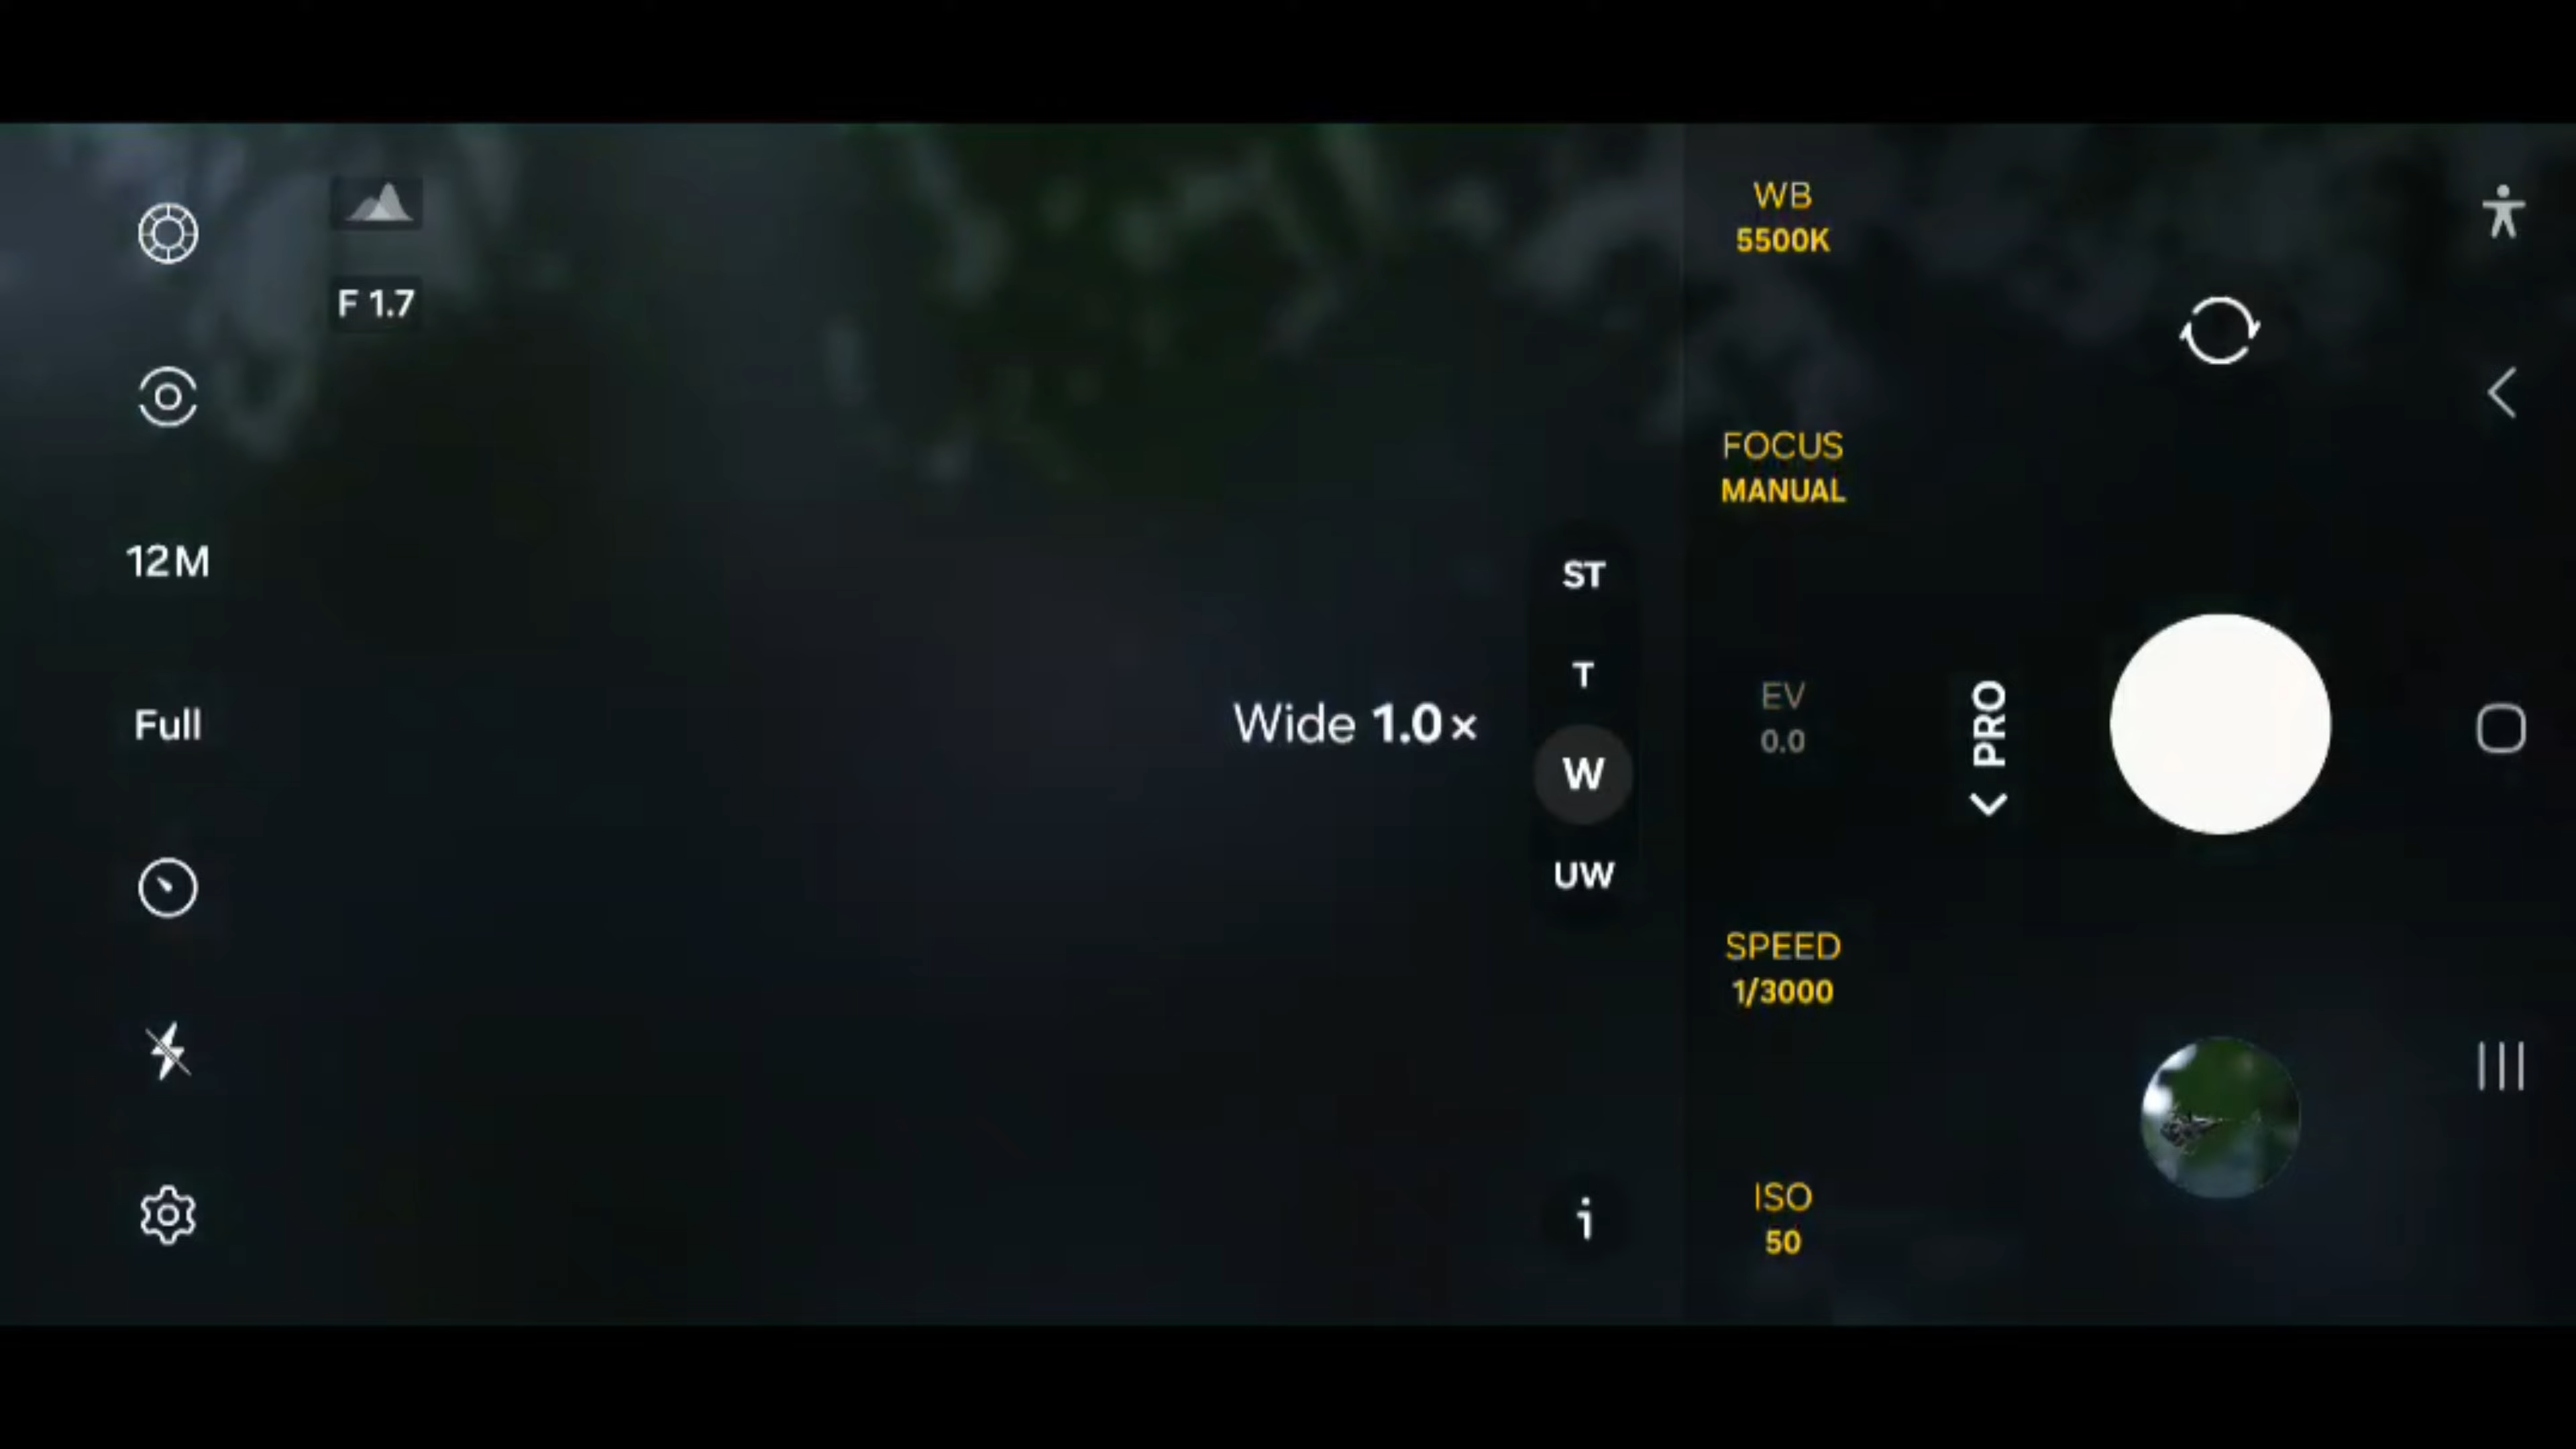 F 1.7
12M
Full
Wide 1.0×
ST
T
W
UW
i
WB
5500K
FOCUS
MANUAL
EV
0.0
SPEED
1/3000
ISO
50
PRO